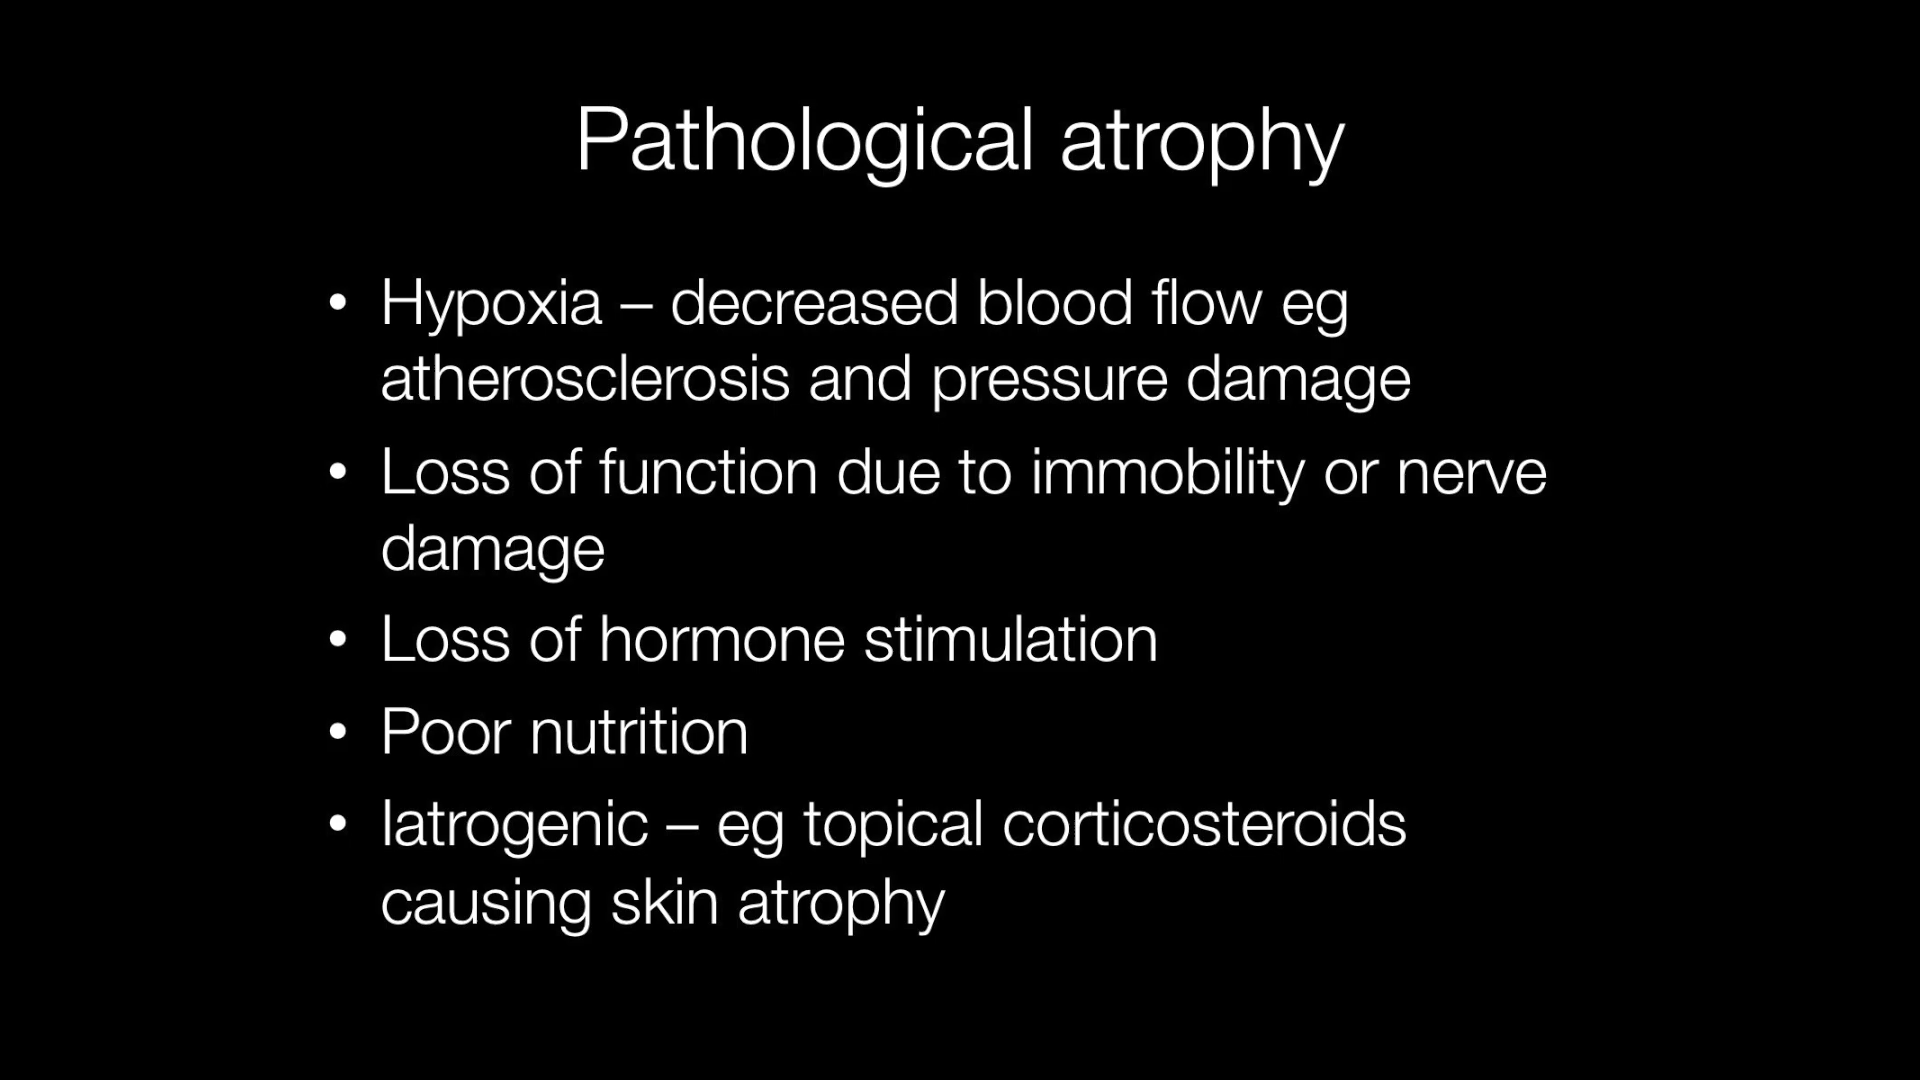 Pathological atrophy
• Hypoxia – decreased blood flow eg
atherosclerosis and pressure damage
• Loss of function due to immobility or nerve
damage
• Loss of hormone stimulation
• Poor nutrition
• Iatrogenic – eg topical corticosteroids
causing skin atrophy